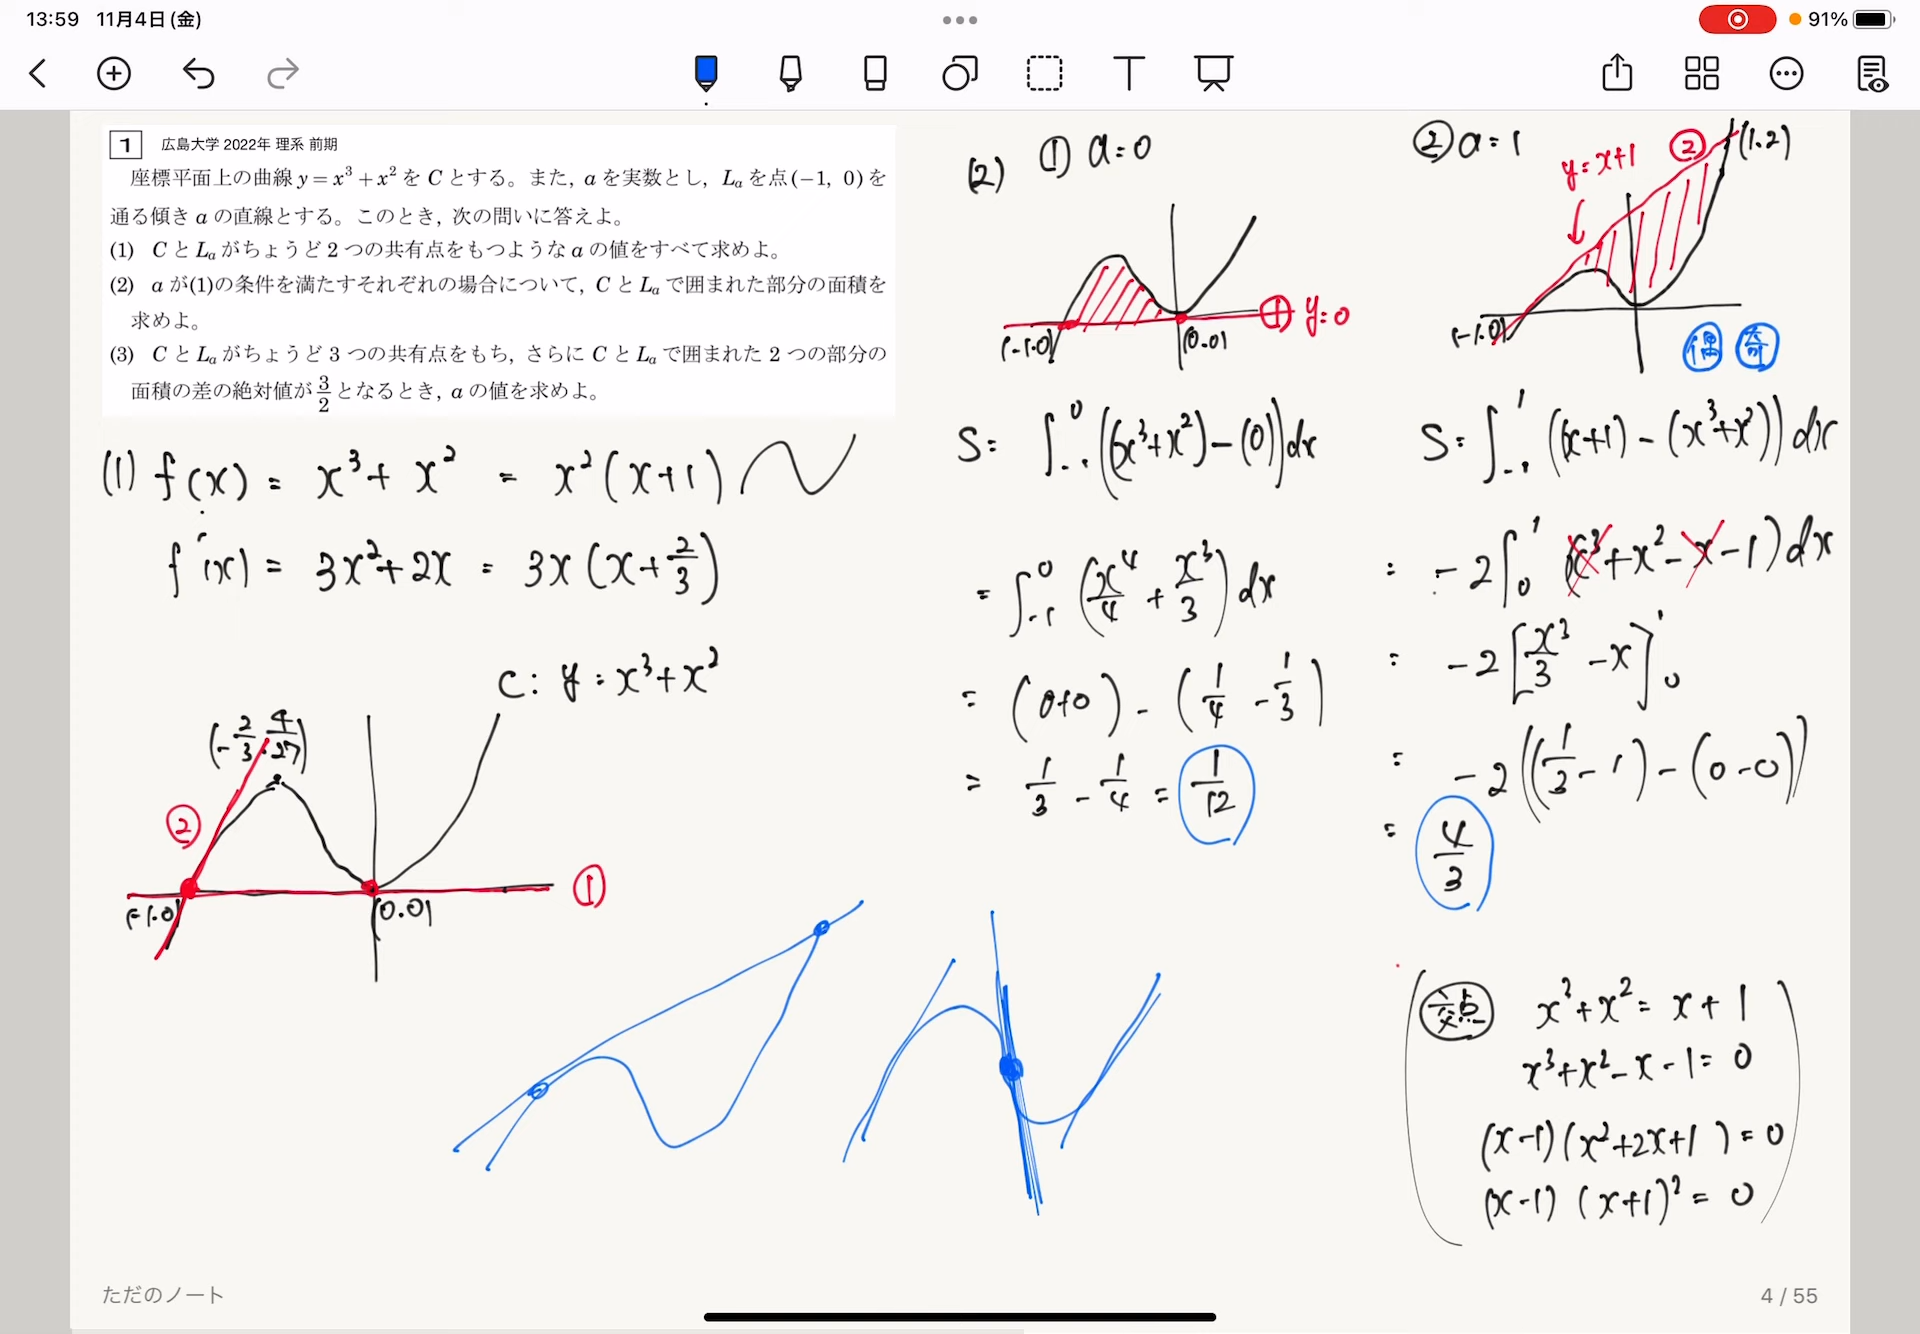 13:59 11月4日(金)
91%
1 広島大学 2022年 理系 前期
座標平面上の曲線 y=x³+x² を C とする。また, a を実数とし, Lₐ を点(−1, 0)を
通る傾き a の直線とする。このとき, 次の問いに答えよ。
(1) C と Lₐ がちょうど2つの共有点をもつような a の値をすべて求めよ。
(2) a が(1)の条件を満たすそれぞれの場合について, C と Lₐ で囲まれた部分の面積を
求めよ。
(3) C と Lₐ がちょうど3つの共有点をもち, さらに C と Lₐ で囲まれた2つの部分の
面積の差の絶対値が 3/2 となるとき, a の値を求めよ。
(1) f(x) = x³+x² = x²(x+1)
f'(x) = 3x²+2x = 3x(x+2/3)
C: y=x³+x²
(-2/3, 4/27)
②
①
(-1.0)
(0.0)
(2) ① a=0
(-1.0)
(0.0)
① y=0
S= ∫₋₁⁰ ((x³+x²)-(0))dx
= ∫₋₁⁰ (x⁴/4 + x³/3) dx
= (0+0) - (1/4 - 1/3)
= 1/3 - 1/4 = 1/12
② a=1
y=x+1
②
(1.2)
(-1.0)
偶 奇
S= ∫₋₁¹ ((x+1)-(x³+x²))dx
= -2∫₀¹ (x³+x²-x-1)dx
= -2[x³/3 -x]₀¹
= -2((1/3-1)-(0-0))
= 4/3
交点 x³+x²= x+1
x³+x²-x-1=0
(x-1)(x²+2x+1)=0
(x-1)(x+1)²=0
ただのノート
4 / 55